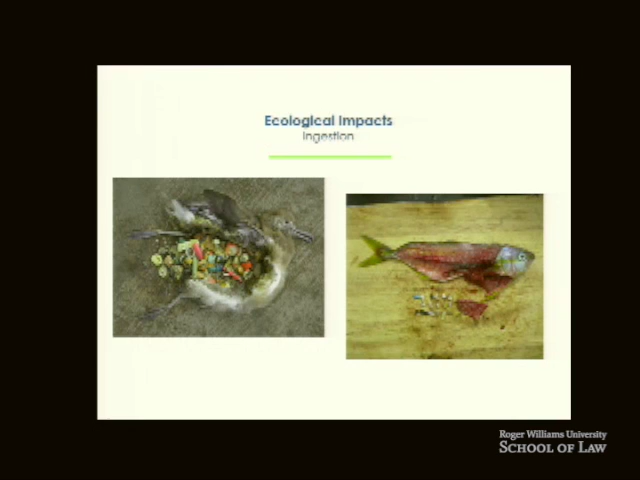 Ecological Impacts
Ingestion
Roger Williams University
SCHOOL OF LAW